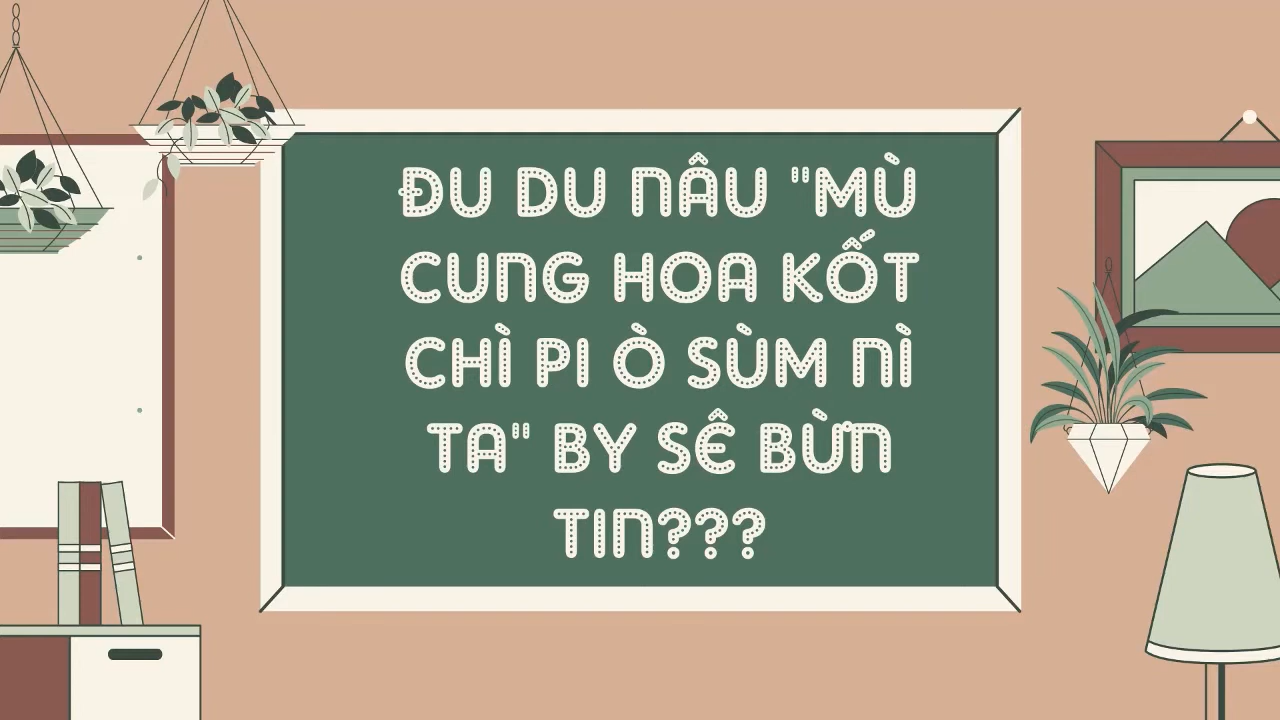 ĐU DU NÂU "MÙ
CUNG HOA KỐT
CHÌ PI Ò SÙM NÌ
TA" BY SÊ BỪN
TIN???